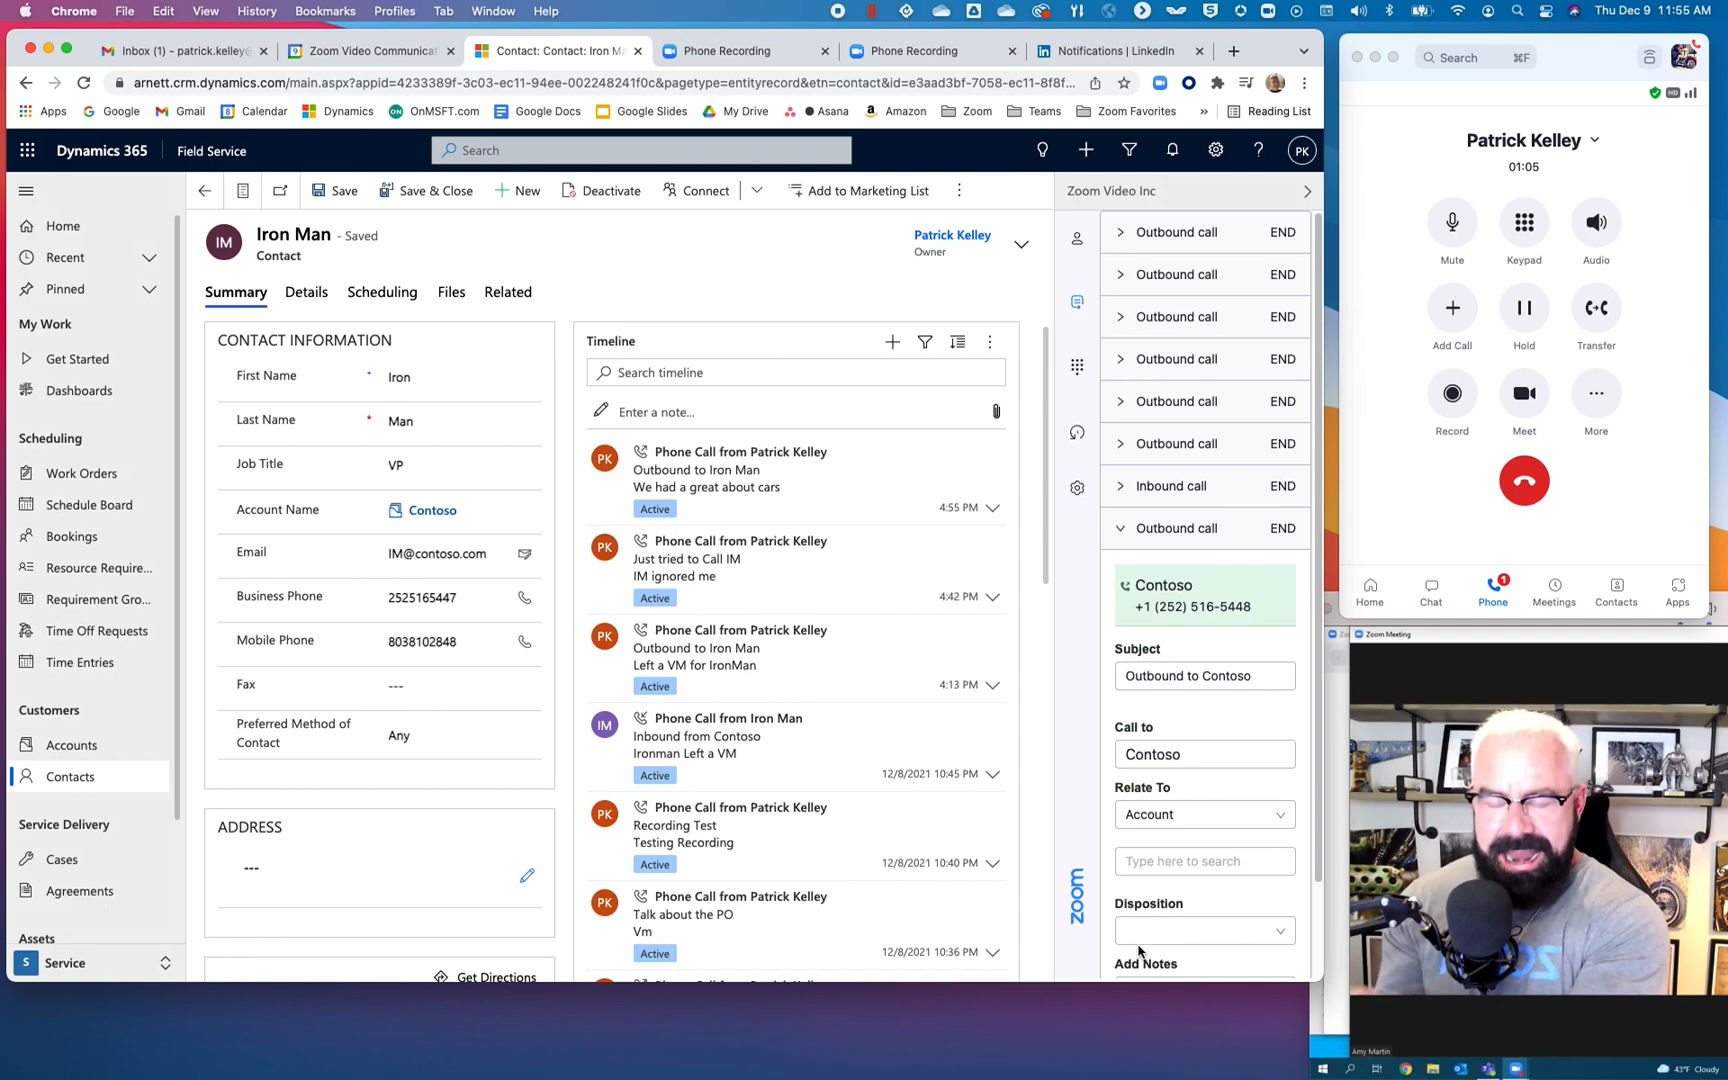 Chrome File Edit View History Bookmarks Profiles Tab Window Help
Thu Dec 9 11:55 AM
Inbox (1) - patrick.kelley@
Zoom Video Communicat
Contact: Contact: Iron M
Phone Recording
Phone Recording
Notifications | LinkedIn
arnett.crm.dynamics.com/main.aspx?appid=4233389f-3c03-ec11-94ee-002248241f0c&pagetype=entityrecord&etn=contact&id=e3aad3bf-7058-ec11-8f8f...
Apps Google Gmail Calendar Dynamics OnMSFT.com Google Docs Google Slides My Drive Asana Amazon Zoom Teams Zoom Favorites » Reading List
Dynamics 365 Field Service
Search
PK
Save Save & Close New Deactivate Connect Add to Marketing List
Zoom Video Inc
Home
Recent
Pinned
My Work
Get Started
Dashboards
Scheduling
Work Orders
Schedule Board
Bookings
Resource Require...
Requirement Gro...
Time Off Requests
Time Entries
Customers
Accounts
Contacts
Service Delivery
Cases
Agreements
Assets
S Service
IM
Iron Man - Saved
Contact
Patrick Kelley
Owner
Summary Details Scheduling Files Related
CONTACT INFORMATION
First Name * Iron
Last Name * Man
Job Title VP
Account Name Contoso
Email IM@contoso.com
Business Phone 2525165447
Mobile Phone 8038102848
Fax ---
Preferred Method of
Contact
Any
ADDRESS
---
Get Directions
Timeline
Search timeline
Enter a note...
PK
Phone Call from Patrick Kelley
Outbound to Iron Man
We had a great about cars
Active
4:55 PM
PK
Phone Call from Patrick Kelley
Just tried to Call IM
IM ignored me
Active
4:42 PM
PK
Phone Call from Patrick Kelley
Outbound to Iron Man
Left a VM for IronMan
Active
4:13 PM
IM
Phone Call from Iron Man
Inbound from Contoso
Ironman Left a VM
Active
12/8/2021 10:45 PM
PK
Phone Call from Patrick Kelley
Recording Test
Testing Recording
Active
12/8/2021 10:40 PM
PK
Phone Call from Patrick Kelley
Talk about the PO
Vm
Active
12/8/2021 10:36 PM
Outbound call END
Outbound call END
Outbound call END
Outbound call END
Outbound call END
Outbound call END
Inbound call END
Outbound call END
Contoso
+1 (252) 516-5448
Subject
Outbound to Contoso
Call to
Contoso
Relate To
Account
Type here to search
Disposition
Add Notes
zoom
Search ⌘F
HD
Patrick Kelley
01:05
Mute Keypad Audio
Add Call Hold Transfer
Record Meet More
1
Home Chat Phone Meetings Contacts Apps
Zoom Meeting
Amy Martin
43°F Cloudy